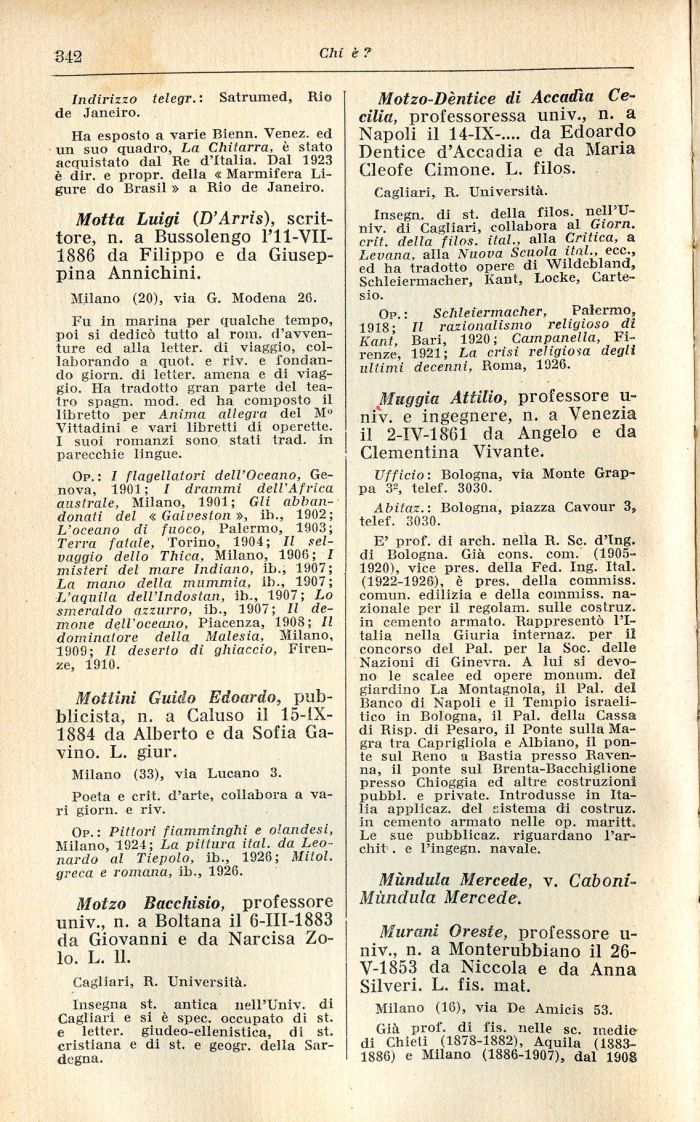 342
Chi è ?
Indirizzo telegr.: Satrumed, Rio
de Janeiro.
Ha esposto a varie Bienn. Venez. ed
un suo quadro, La Chitarra, è stato
acquistato dal Re d'Italia. Dal 1923
è dir. e propr. della « Marmifera Li-
gure do Brasil » a Rio de Janeiro.
Motta Luigi (D'Arris), scrit-
tore, n. a Bussolengo l'11-VII-
1886 da Filippo e da Giusep-
pina Annichini.
Milano (20), via G. Modena 26.
Fu in marina per qualche tempo,
poi si dedicò tutto al rom. d'avven-
ture ed alla letter. di viaggio, col-
laborando a quot. e riv. e fondan-
do giorn. di letter. amena e di viag-
gio. Ha tradotto gran parte del tea-
tro spagn. mod. ed ha composto il
libretto per Anima allegra del Mo
Vittadini e vari libretti di operette.
I suoi romanzi sono stati trad. in
parecchie lingue.
Op.: I flagellatori dell'Oceano, Ge-
nova, 1901; I drammi dell'Africa
australe, Milano, 1901; Gli abban-
donati del « Galveston », ib., 1902;
L'oceano di fuoco, Palermo, 1903;
Terra fatale, Torino, 1904; Il sel-
vaggio dello Thica, Milano, 1906; I
misteri del mare Indiano, ib., 1907;
La mano della mummia, ib., 1907;
L'aquila dell'Indostan, ib., 1907; Lo
smeraldo azzurro, ib., 1907; Il de-
mone dell'oceano, Piacenza, 1908; Il
dominatore della Malesia, Milano,
1909; Il deserto di ghiaccio, Firen-
ze, 1910.
Mottini Guido Edoardo, pub-
blicista, n. a Caluso il 15-IX-
1884 da Alberto e da Sofia Ga-
vino. L. giur.
Milano (33), via Lucano 3.
Poeta e crit. d'arte, collabora a va-
ri giorn. e riv.
Op.: Pittori fiamminghi e olandesi,
Milano, 1924; La pittura ital. da Leo-
nardo al Tiepolo, ib., 1926; Mitol.
greca e romana, ib., 1926.
Motzo Bacchisio, professore
univ., n. a Boltana il 6-III-1883
da Giovanni e da Narcisa Zo-
lo. L. ll.
Cagliari, R. Università.
Insegna st. antica nell'Univ. di
Cagliari e si è spec. occupato di st.
e letter. giudeo-ellenistica, di st.
cristiana e di st. e geogr. della Sar-
degna.
Motzo-Dèntice di Accadìa Ce-
cilia, professoressa univ., n. a
Napoli il 14-IX-.... da Edoardo
Dentice d'Accadia e da Maria
Cleofe Cimone. L. filos.
Cagliari, R. Università.
Insegn. di st. della filos. nell'U-
niv. di Cagliari, collabora al Giorn.
crit. della filos. ital., alla Critica, a
Levana, alla Nuova Scuola ital., ecc.,
ed ha tradotto opere di Wildebland,
Schleiermacher, Kant, Locke, Carte-
sio.
Op.: Schleiermacher, Palermo,
1918; Il razionalismo religioso di
Kant, Bari, 1920; Campanella, Fi-
renze, 1921; La crisi religiosa degli
ultimi decenni, Roma, 1926.
Muggia Attilio, professore u-
niv. e ingegnere, n. a Venezia
il 2-IV-1861 da Angelo e da
Clementina Vivante.
Ufficio: Bologna, via Monte Grap-
pa 3², telef. 3030.
Abitaz.: Bologna, piazza Cavour 3,
telef. 3030.
E' prof. di arch. nella R. Sc. d'Ing.
di Bologna. Già cons. com. (1905-
1920), vice pres. della Fed. Ing. Ital.
(1922-1926), è pres. della commiss.
comun. edilizia e della commiss. na-
zionale per il regolam. sulle costruz.
in cemento armato. Rappresentò l'I-
talia nella Giuria internaz. per il
concorso del Pal. per la Soc. delle
Nazioni di Ginevra. A lui si devo-
no le scalee ed opere monum. del
giardino La Montagnola, il Pal. del
Banco di Napoli e il Tempio israeli-
tico in Bologna, il Pal. della Cassa
di Risp. di Pesaro, il Ponte sulla Ma-
gra tra Caprigliola e Albiano, il pon-
te sul Reno a Bastia presso Raven-
na, il ponte sul Brenta-Bacchiglione
presso Chioggia ed altre costruzioni
pubbl. e private. Introdusse in Ita-
lia applicaz. del sistema di costruz.
in cemento armato nelle op. maritt.
Le sue pubblicaz. riguardano l'ar-
chit. e l'ingegn. navale.
Mùndula Mercede, v. Caboni-
Mùndula Mercede.
Murani Oreste, professore u-
niv., n. a Monterubbiano il 26-
V-1853 da Niccola e da Anna
Silveri. L. fis. mat.
Milano (16), via De Amicis 53.
Già prof. di fis. nelle sc. medie
di Chieti (1878-1882), Aquila (1883-
1886) e Milano (1886-1907), dal 1908